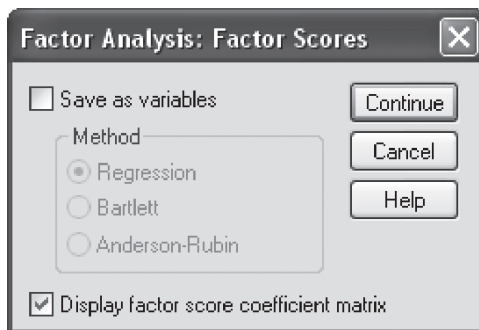 Factor Analysis: Factor Scores
Save as variables
Continue
Method
Cancel
Regression
Help
Bartlett
Anderson-Rubin
Display factor score coefficient matrix